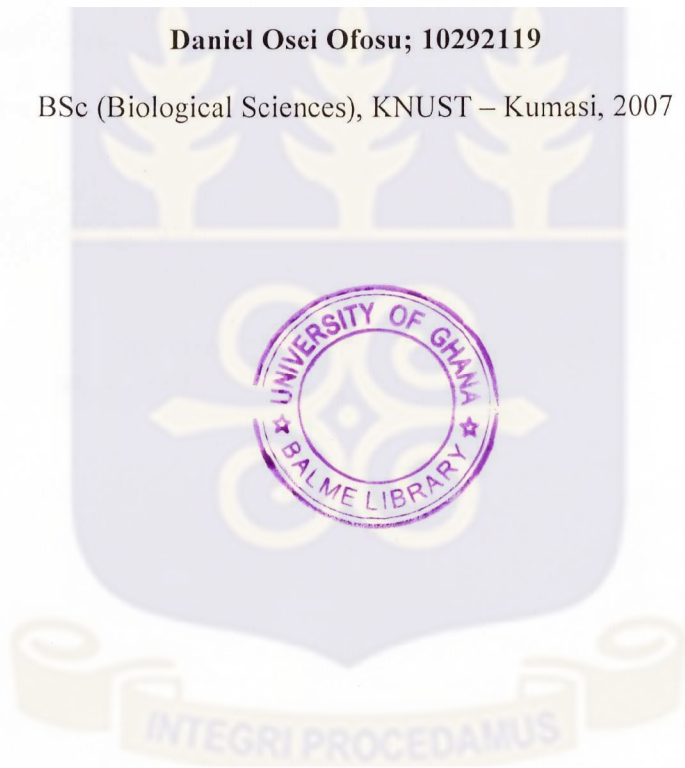 Daniel Osei Ofosu; 10292119
BSc (Biological Sciences), KNUST – Kumasi, 2007
UNIVERSITY OF GHANA
BALME LIBRARY
INTEGRI PROCEDAMUS